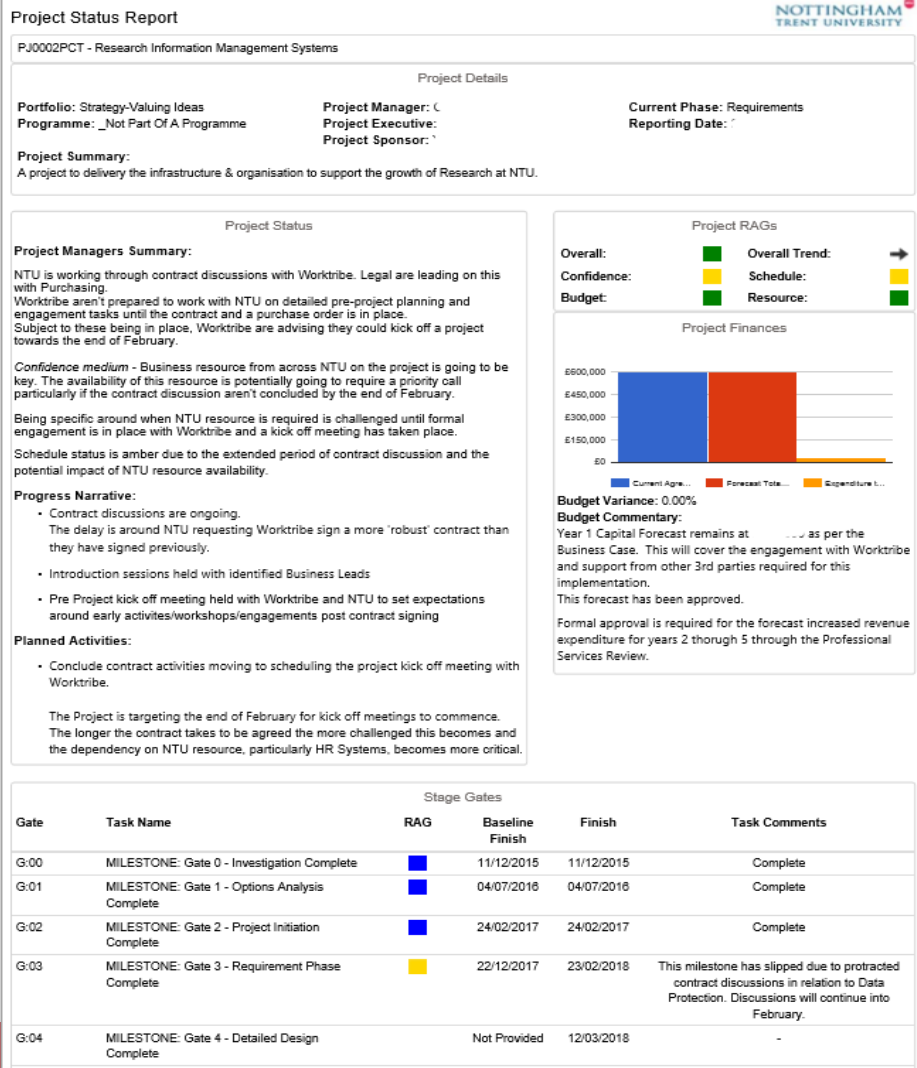 Project Status Report
NOTTINGHAM
TRENT UNIVERSITY
PJ0002PCT - Research Information Management Systems
Project Details
Portfolio: Strategy-Valuing Ideas
Programme: _Not Part Of A Programme
Project Manager:
Project Executive:
Project Sponsor:
Current Phase: Requirements
Reporting Date:
Project Summary:
A project to delivery the infrastructure & organisation to support the growth of Research at NTU.
Project Status
Project Managers Summary:
NTU is working through contract discussions with Worktribe. Legal are leading on this
with Purchasing.
Worktribe aren't prepared to work with NTU on detailed pre-project planning and
engagement tasks until the contract and a purchase order is in place.
Subject to these being in place, Worktribe are advising they could kick off a project
towards the end of February.
Confidence medium - Business resource from across NTU on the project is going to be
key. The availability of this resource is potentially going to require a priority call
particularly if the contract discussion aren't concluded by the end of February.
Being specific around when NTU resource is required is challenged until formal
engagement is in place with Worktribe and a kick off meeting has taken place.
Schedule status is amber due to the extended period of contract discussion and the
potential impact of NTU resource availability.
Progress Narrative:
• Contract discussions are ongoing.
The delay is around NTU requesting Worktribe sign a more 'robust' contract than
they have signed previously.
• Introduction sessions held with identified Business Leads
• Pre Project kick off meeting held with Worktribe and NTU to set expectations
around early activites/workshops/engagements post contract signing
Planned Activities:
• Conclude contract activities moving to scheduling the project kick off meeting with
Worktribe.
The Project is targeting the end of February for kick off meetings to commence.
The longer the contract takes to be agreed the more challenged this becomes and
the dependency on NTU resource, particularly HR Systems, becomes more critical.
Project RAGs
Overall:
Overall Trend:
Confidence:
Schedule:
Budget:
Resource:
Project Finances
£600,000
£450,000
£300,000
£150,000
£0
Current Agre...
Forecast Tota...
Expenditure t...
Budget Variance: 0.00%
Budget Commentary:
Year 1 Capital Forecast remains at as per the
Business Case. This will cover the engagement with Worktribe
and support from other 3rd parties required for this
implementation.
This forecast has been approved.
Formal approval is required for the forecast increased revenue
expenditure for years 2 thorugh 5 through the Professional
Services Review.
Stage Gates
Gate Task Name RAG Baseline Finish Task Comments
Finish
G:00 MILESTONE: Gate 0 - Investigation Complete 11/12/2015 11/12/2015 Complete
G:01 MILESTONE: Gate 1 - Options Analysis 04/07/2016 04/07/2016 Complete
Complete
G:02 MILESTONE: Gate 2 - Project Initiation 24/02/2017 24/02/2017 Complete
Complete
G:03 MILESTONE: Gate 3 - Requirement Phase 22/12/2017 23/02/2018 This milestone has slipped due to protracted
Complete contract discussions in relation to Data
Protection. Discussions will continue into
February.
G:04 MILESTONE: Gate 4 - Detailed Design Not Provided 12/03/2018 -
Complete